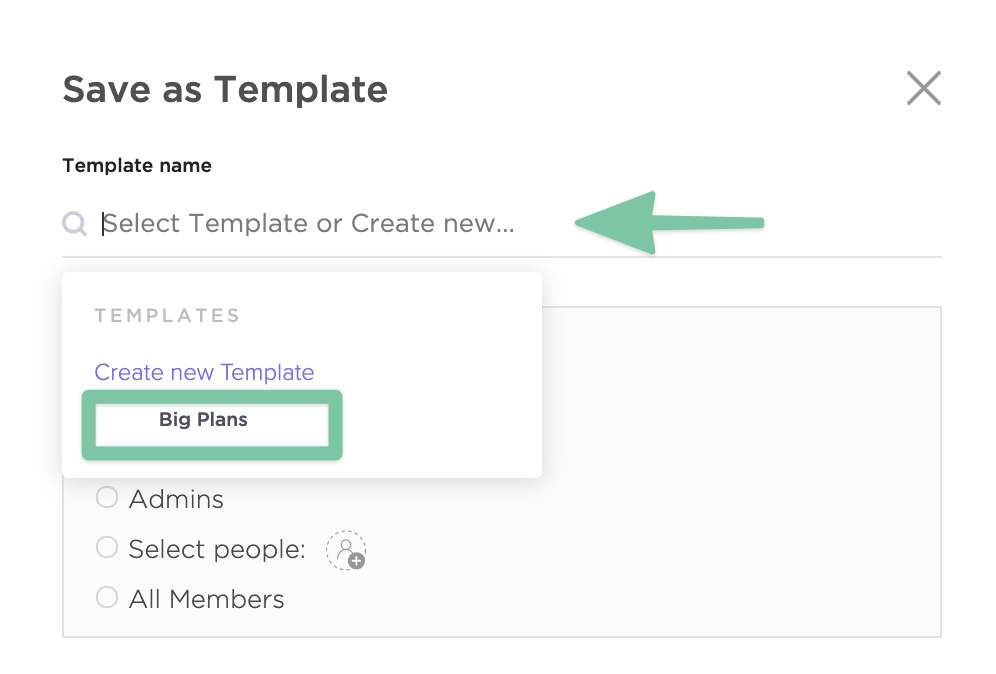 Save as Template
Template name
Select Template or Create new...
TEMPLATES
Create new Template
Big Plans
Admins
Select people:
All Members